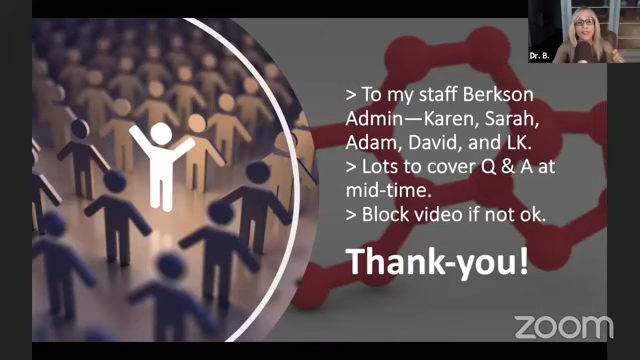 Dr. B.
> To my staff Berkson
Admin—Karen, Sarah,
Adam, David, and LK.
> Lots to cover Q & A at
mid-time.
> Block video if not ok.
Thank-you!
zoom